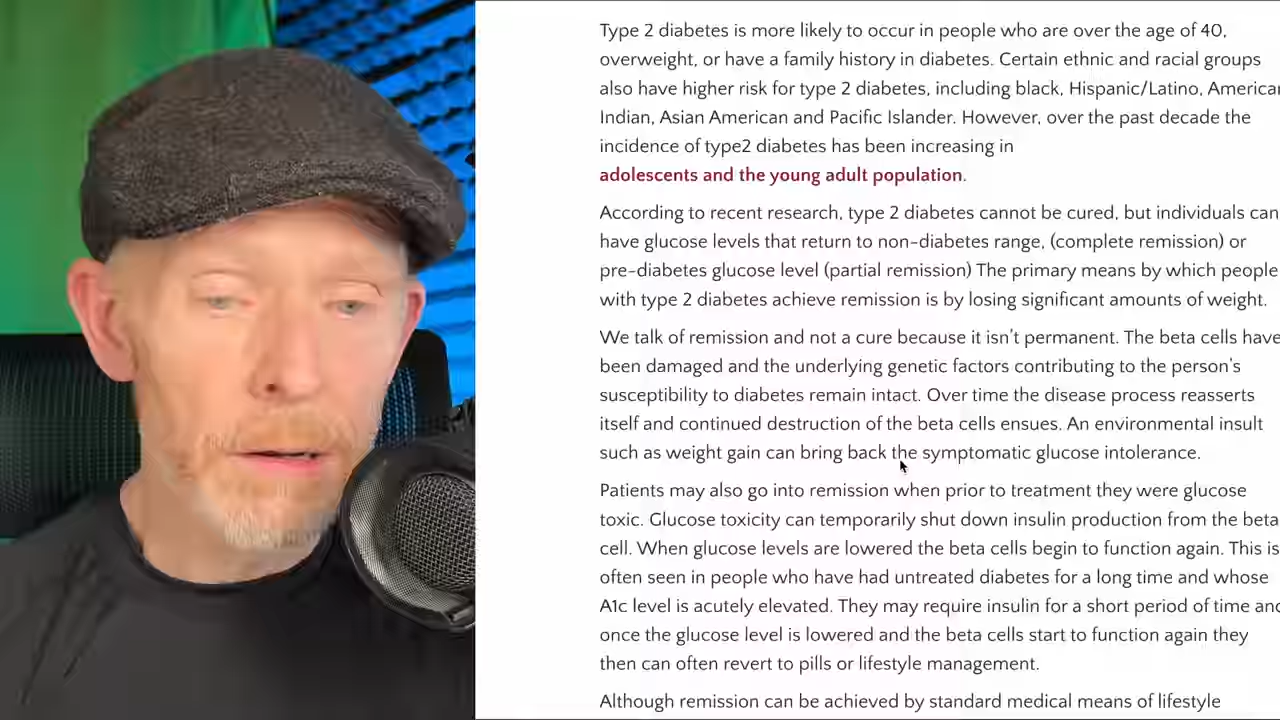 Type 2 diabetes is more likely to occur in people who are over the age of 40,
overweight, or have a family history in diabetes. Certain ethnic and racial groups
also have higher risk for type 2 diabetes, including black, Hispanic/Latino, American
Indian, Asian American and Pacific Islander. However, over the past decade the
incidence of type2 diabetes has been increasing in
adolescents and the young adult population.
According to recent research, type 2 diabetes cannot be cured, but individuals can
have glucose levels that return to non-diabetes range, (complete remission) or
pre-diabetes glucose level (partial remission) The primary means by which people
with type 2 diabetes achieve remission is by losing significant amounts of weight.
We talk of remission and not a cure because it isn't permanent. The beta cells have
been damaged and the underlying genetic factors contributing to the person's
susceptibility to diabetes remain intact. Over time the disease process reasserts
itself and continued destruction of the beta cells ensues. An environmental insult
such as weight gain can bring back the symptomatic glucose intolerance.
Patients may also go into remission when prior to treatment they were glucose
toxic. Glucose toxicity can temporarily shut down insulin production from the beta
cell. When glucose levels are lowered the beta cells begin to function again. This is
often seen in people who have had untreated diabetes for a long time and whose
A1c level is acutely elevated. They may require insulin for a short period of time and
once the glucose level is lowered and the beta cells start to function again they
then can often revert to pills or lifestyle management.
Although remission can be achieved by standard medical means of lifestyle